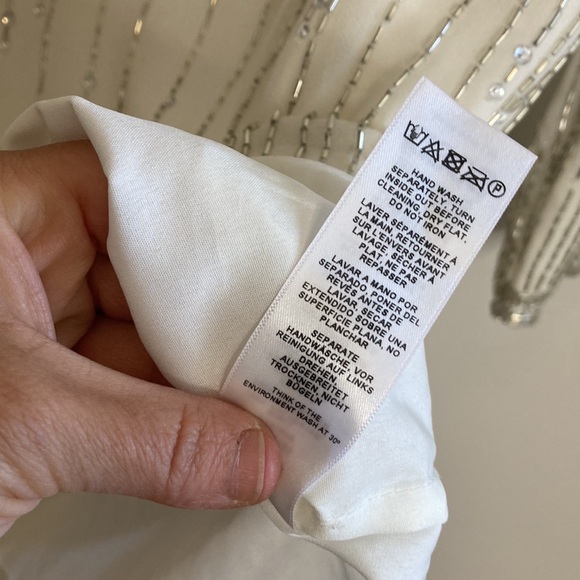 P
HAND WASH
SEPARATELY, TURN
INSIDE OUT BEFORE
CLEANING, DRY FLAT,
DO NOT IRON
LAVER SÉPARÉMENT À
LA MAIN, RETOURNER
SUR L'ENVERS AVANT
LAVAGE, SÉCHER À
PLAT, NE PAS
REPASSER
LAVAR A MANO POR
SEPARADO, PONER DEL
REVÉS ANTES DE
LAVAR, SECAR
EXTENDIDO, SOBRE UNA
SUPERFICIE PLANA, NO
PLANCHAR
SEPARATE
HANDWÄSCHE, VOR
REINIGUNG AUF LINKS
DREHEN,
AUSGEBREITET
TROCKNEN, NICHT
BÜGELN
THINK OF THE
ENVIRONMENT WASH AT 30º